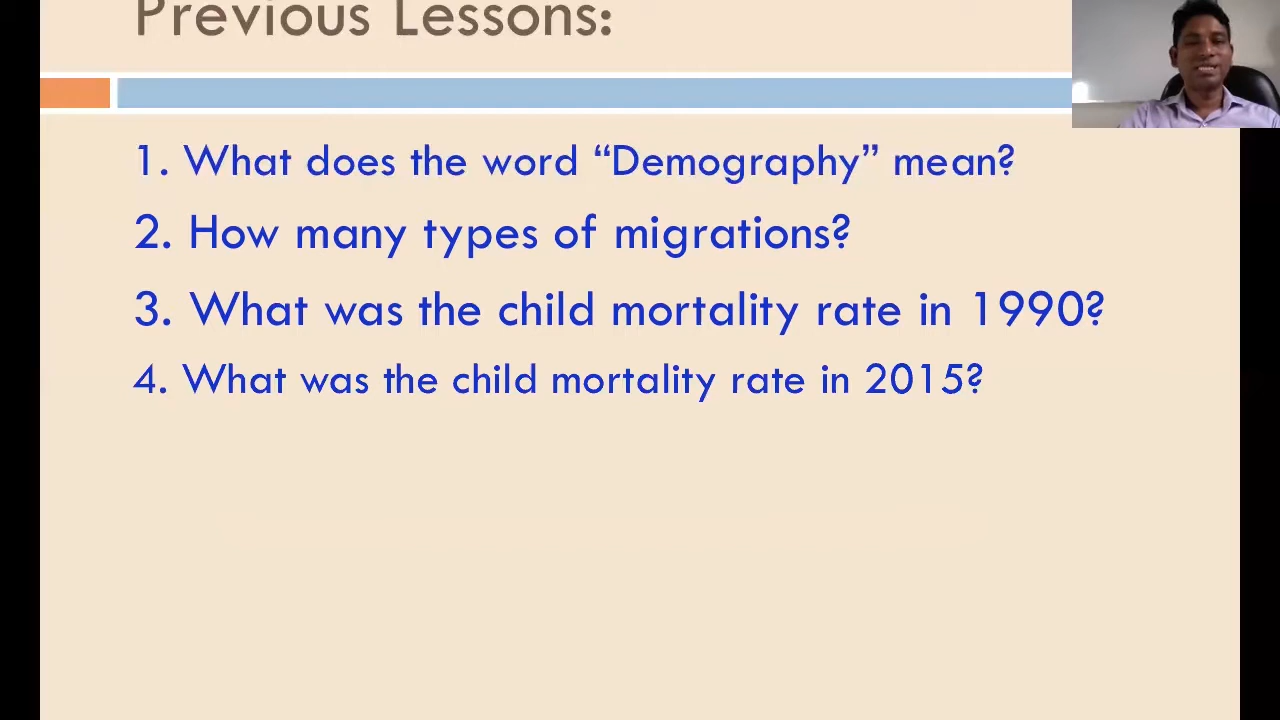 Previous Lessons:
1. What does the word “Demography” mean?
2. How many types of migrations?
3. What was the child mortality rate in 1990?
4. What was the child mortality rate in 2015?